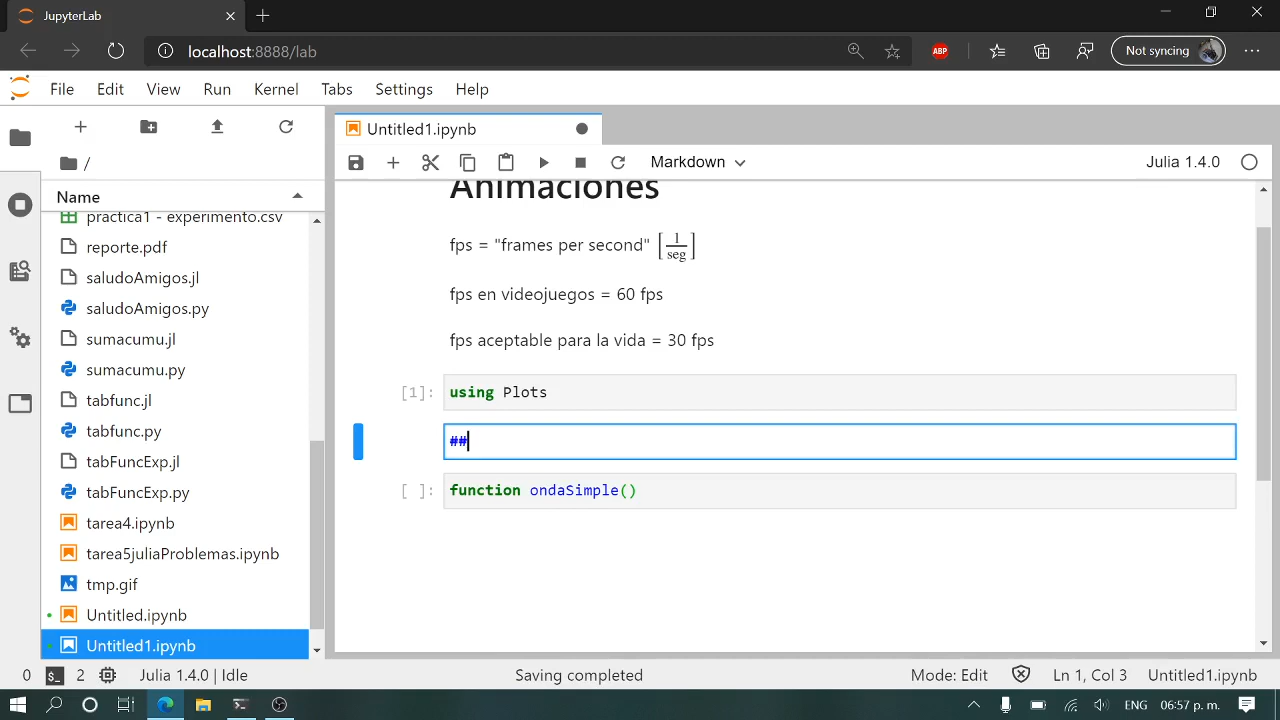 JupyterLab
localhost:8888/lab
ABP
Not syncing
File Edit View Run Kernel Tabs Settings Help
Untitled1.ipynb
/
Markdown
Julia 1.4.0
Name
practica1 - experimento.csv
reporte.pdf
saludoAmigos.jl
saludoAmigos.py
sumacumu.jl
sumacumu.py
tabfunc.jl
tabfunc.py
tabFuncExp.jl
tabFuncExp.py
tarea4.ipynb
tarea5juliaProblemas.ipynb
tmp.gif
Untitled.ipynb
Untitled1.ipynb
Animaciones
fps = "frames per second" [1/seg]
fps en videojuegos = 60 fps
fps aceptable para la vida = 30 fps
[1]: using Plots
##
[ ]: function ondaSimple()
0 $_ 2 Julia 1.4.0 | Idle Saving completed Mode: Edit Ln 1, Col 3 Untitled1.ipynb
ENG 06:57 p. m.